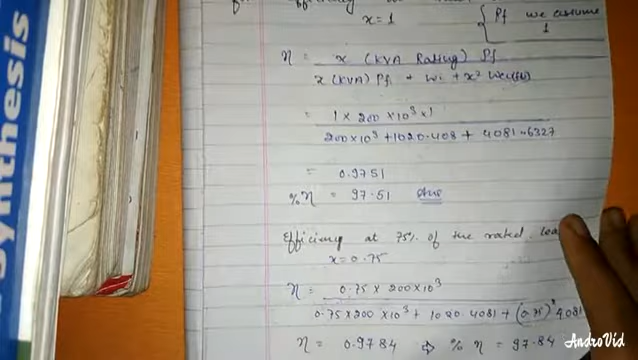 Synthesis
for efficiency
x = 1
{ Pf we assume
1
η = x (KVA Rating) Pf
x (KVA) Pf + Wi + x² Wcu(fl)
= 1 × 200 × 10³ × 1
200 × 10³ + 1020.408 + 4081.6327
= 0.9751
% η = 97.51 Ans
Efficiency at 75% of the rated load
x = 0.75
η = 0.75 × 200 × 10³
0.75 × 200 × 10³ + 1020.4081 + (0.75)² 4081
η = 0.9784 ⇒ % η = 97.84
AndroVid